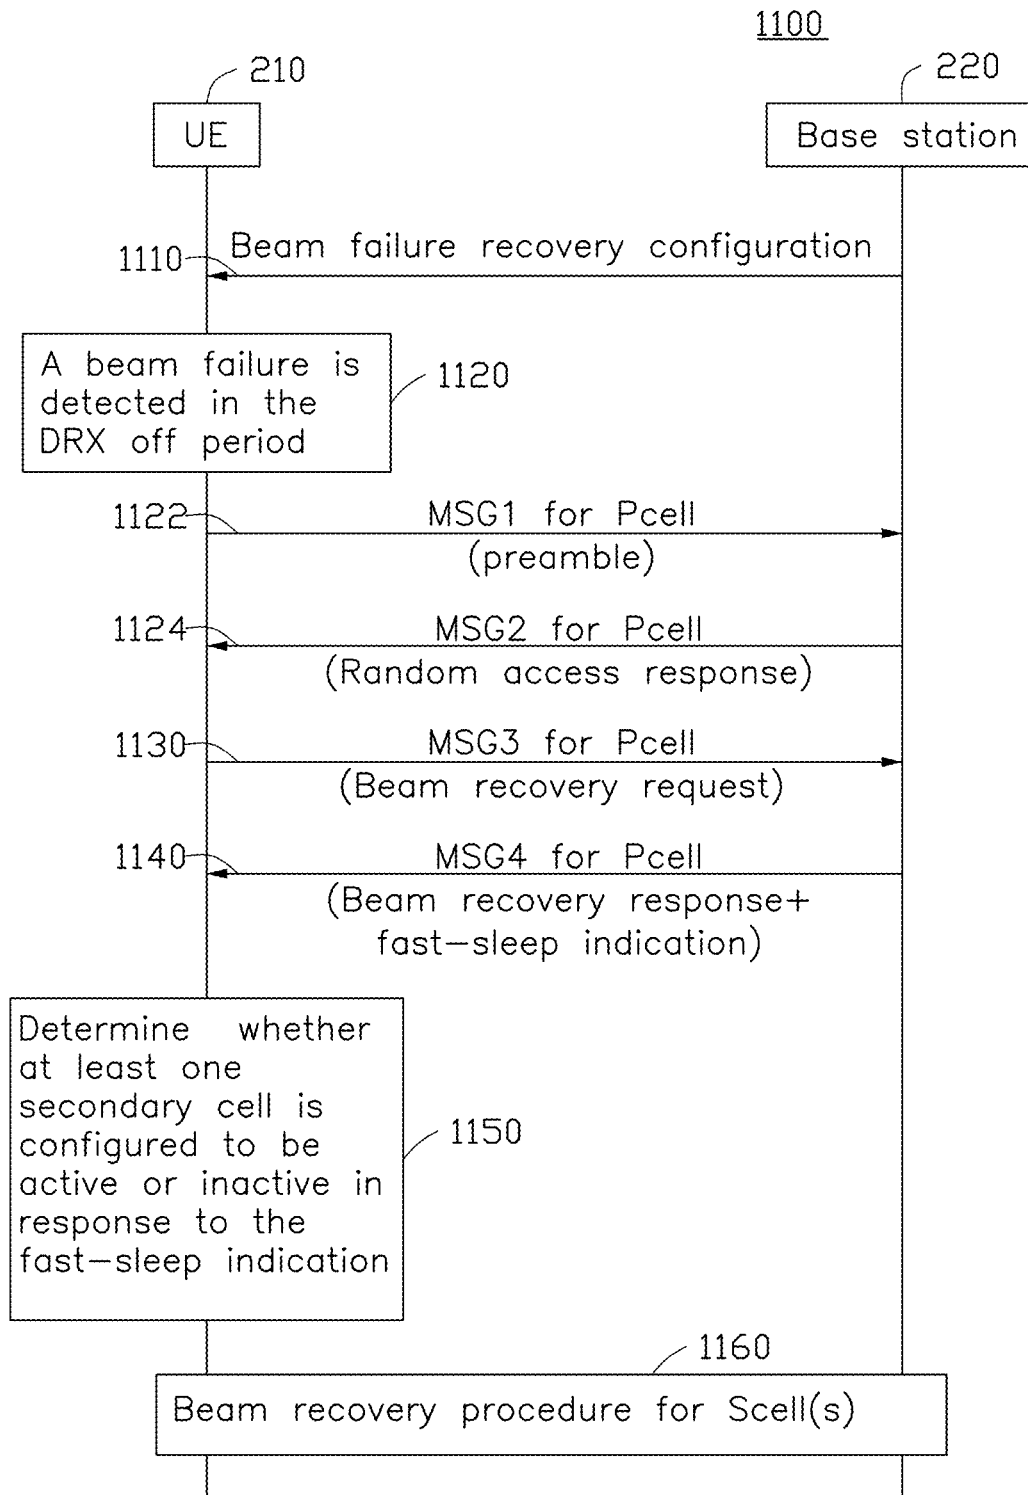 1100
210
220
UE
Base station
1110
Beam failure recovery configuration
A beam failure is
detected in the
DRX off period
1120
1122
MSG1 for Pcell
(preamble)
1124
MSG2 for Pcell
(Random access response)
1130
MSG3 for Pcell
(Beam recovery request)
1140
MSG4 for Pcell
(Beam recovery response+
fast-sleep indication)
Determine whether
at least one
secondary cell is
configured to be
active or inactive in
response to the
fast-sleep indication
1150
1160
Beam recovery procedure for Scell(s)